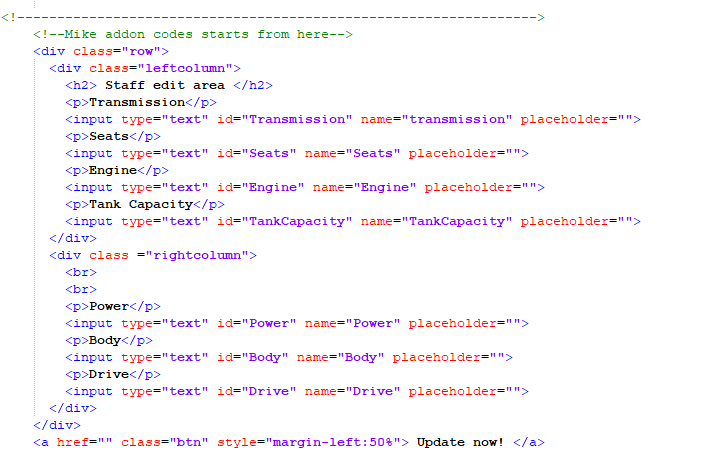 <!----------------------------------------------------------------->
<!--Mike addon codes starts from here-->
<div class="row">
<div class="leftcolumn">
<h2> Staff edit area </h2>
<p>Transmission</p>
<input type="text" id="Transmission" name="transmission" placeholder="">
<p>Seats</p>
<input type="text" id="Seats" name="Seats" placeholder="">
<p>Engine</p>
<input type="text" id="Engine" name="Engine" placeholder="">
<p>Tank Capacity</p>
<input type="text" id="TankCapacity" name="TankCapacity" placeholder="">
</div>
<div class ="rightcolumn">
<br>
<br>
<p>Power</p>
<input type="text" id="Power" name="Power" placeholder="">
<p>Body</p>
<input type="text" id="Body" name="Body" placeholder="">
<p>Drive</p>
<input type="text" id="Drive" name="Drive" placeholder="">
</div>
</div>
<a href="" class="btn" style="margin-left:50%"> Update now! </a>